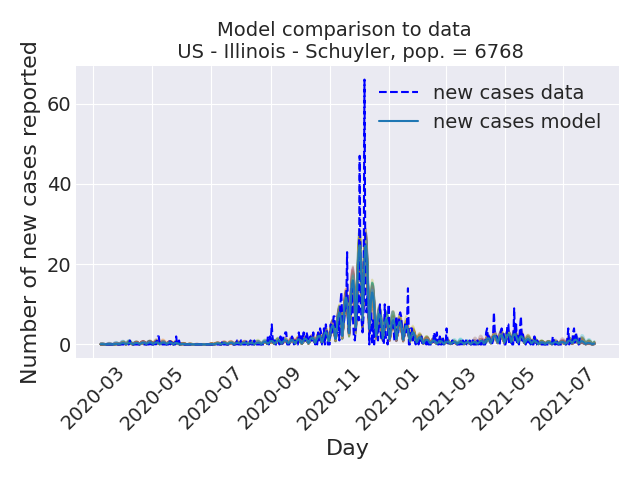 Model comparison to data
US - Illinois - Schuyler, pop. = 6768
Number of new cases reported
60
40
20
0
new cases data
new cases model
2020-03
2020-05
2020-07
2020-09
2020-11
2021-01
2021-03
2021-05
2021-07
Day